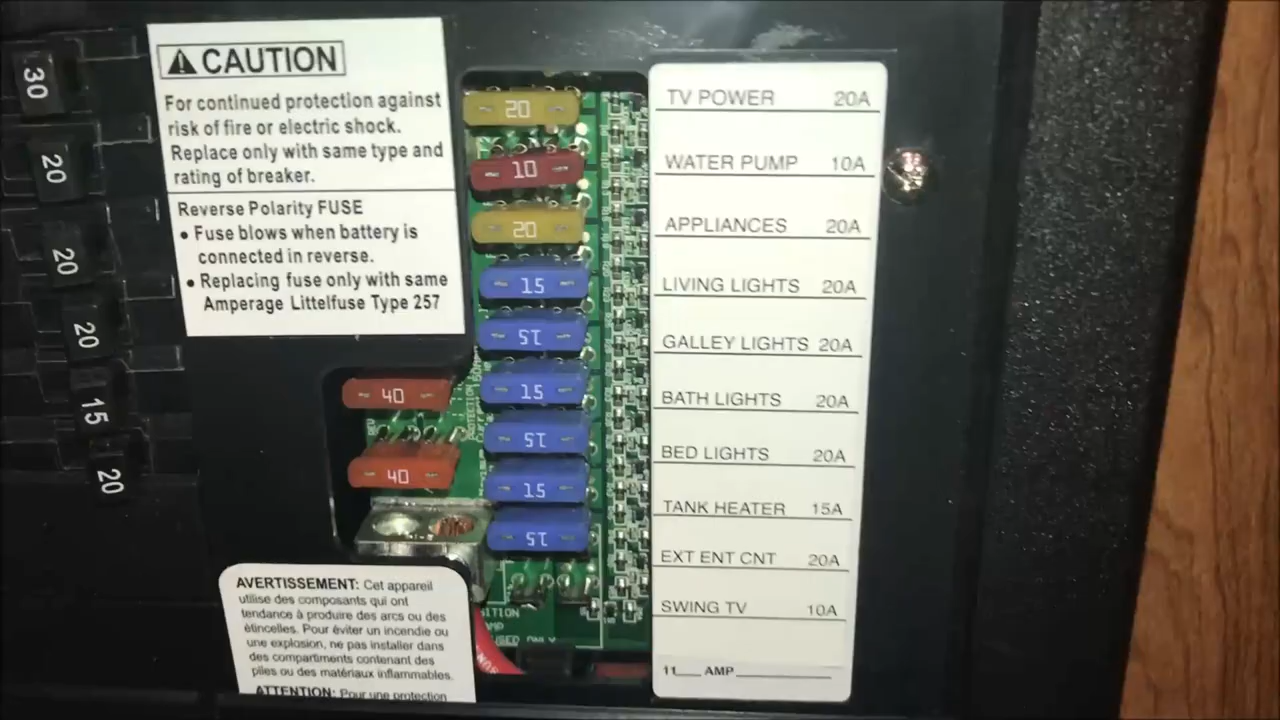 30
20
20
20
15
20
CAUTION
For continued protection against
risk of fire or electric shock.
Replace only with same type and
rating of breaker.
Reverse Polarity FUSE
• Fuse blows when battery is
connected in reverse.
• Replacing fuse only with same
Amperage Littelfuse Type 257
40
40
AVERTISSEMENT: Cet appareil
utilise des composants qui ont
tendance à produire des arcs ou des
étincelles. Pour éviter un incendie ou
une explosion, ne pas installer dans
des compartiments contenant des
piles ou des matériaux inflammables.
ATTENTION: Pour une protection
20
10
20
15
15
15
15
15
15
PROTECTION
SITION
AMP
FUSED ONLY
TV POWER 20A
WATER PUMP 10A
APPLIANCES 20A
LIVING LIGHTS 20A
GALLEY LIGHTS 20A
BATH LIGHTS 20A
BED LIGHTS 20A
TANK HEATER 15A
EXT ENT CNT 20A
SWING TV 10A
11___ AMP___________